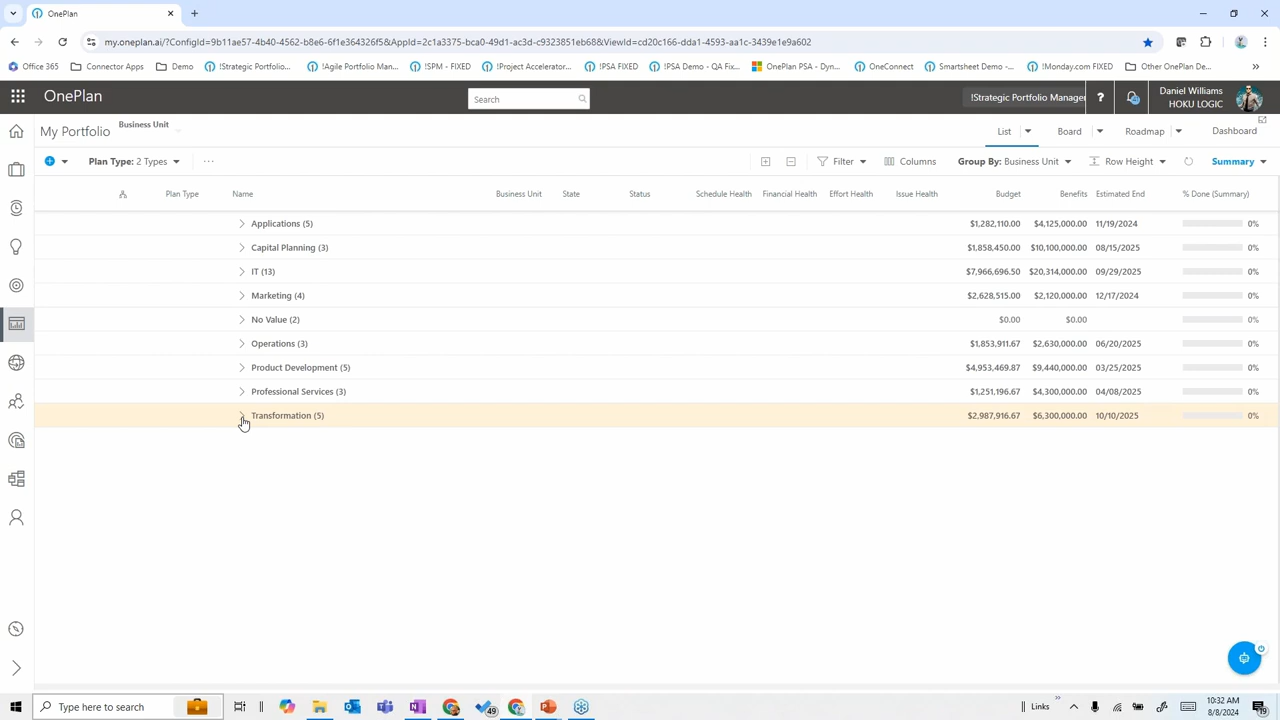 OnePlan
my.oneplan.ai/?ConfigId=9b11ae57-4b40-4562-b8e6-6f1e364326f5&AppId=2c1a3375-bca0-49d1-ac3d-c9323851eb68&ViewId=cd20c166-dda1-4593-aa1c-3439e1e9a602
Office 365 Connector Apps Demo !Strategic Portfolio... !Agile Portfolio Man... !SPM - FIXED !Project Accelerator... !PSA FIXED !PSA Demo - QA Fix... OnePlan PSA - Dyn... OneConnect Smartsheet Demo -... !Monday.com FIXED Other OnePlan De...
OnePlan
Search
!Strategic Portfolio Manager
?
Daniel Williams
HOKU LOGIC
My Portfolio
Business Unit
List Board Roadmap Dashboard
Plan Type: 2 Types ... Filter Columns Group By: Business Unit Row Height Summary
Plan Type Name Business Unit State Status Schedule Health Financial Health Effort Health Issue Health Budget Benefits Estimated End % Done (Summary)
Applications (5) $1,282,110.00 $4,125,000.00 11/19/2024 0%
Capital Planning (3) $1,858,450.00 $10,100,000.00 08/15/2025 0%
IT (13) $7,966,696.50 $20,314,000.00 09/29/2025 0%
Marketing (4) $2,628,515.00 $2,120,000.00 12/17/2024 0%
No Value (2) $0.00 $0.00 0%
Operations (3) $1,853,911.67 $2,630,000.00 06/20/2025 0%
Product Development (5) $4,953,469.87 $9,440,000.00 03/25/2025 0%
Professional Services (3) $1,251,196.67 $4,300,000.00 04/08/2025 0%
Transformation (5) $2,987,916.67 $6,300,000.00 10/10/2025 0%
Type here to search
49
Links
10:32 AM
8/8/2024